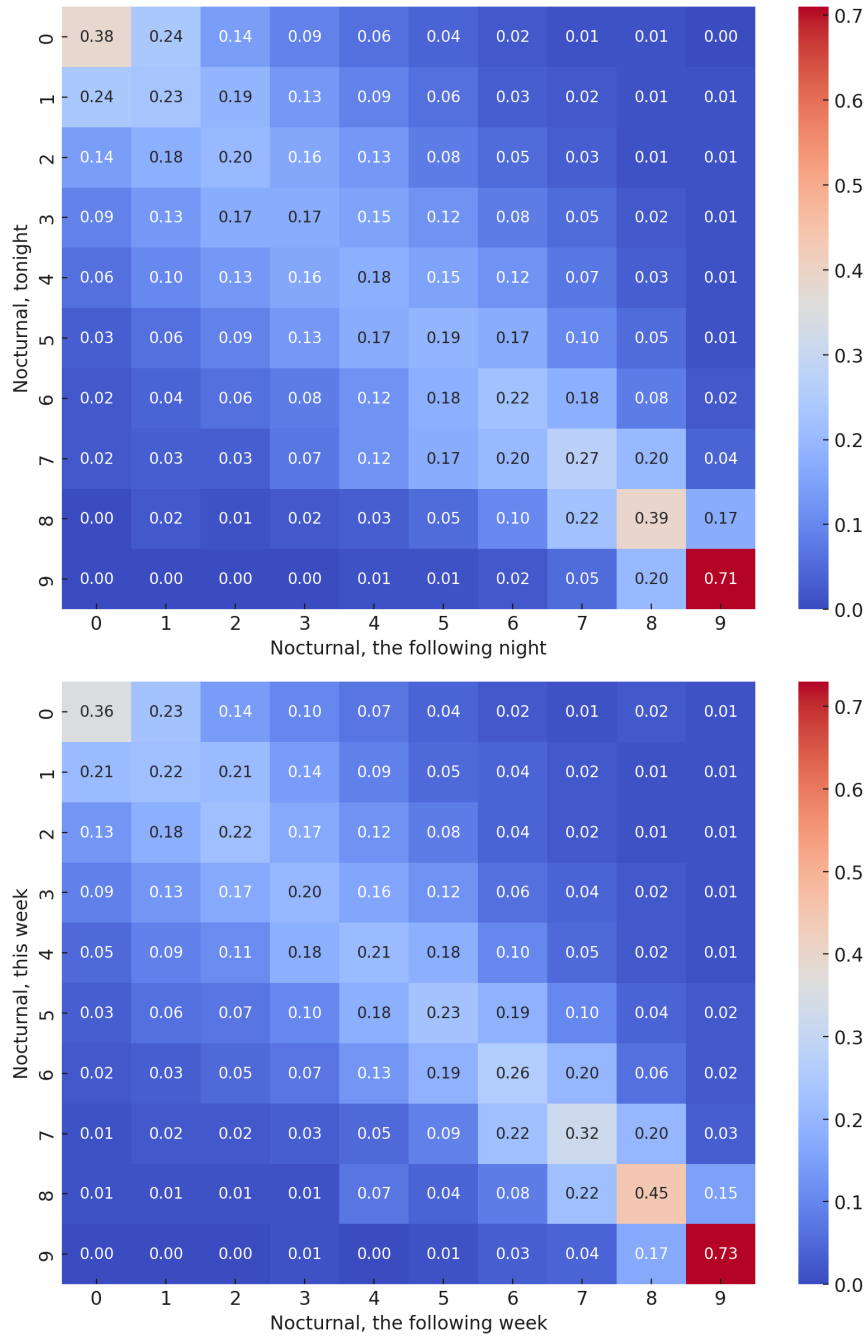 0.7
0 0.38 0.24 0.14 0.09 0.06 0.04 0.02 0.01 0.01 0.00
0.6
1 0.24 0.23 0.19 0.13 0.09 0.06 0.03 0.02 0.01 0.01
2 0.14 0.18 0.20 0.16 0.13 0.08 0.05 0.03 0.01 0.01
0.5
3 0.09 0.13 0.17 0.17 0.15 0.12 0.08 0.05 0.02 0.01
0.4
Nocturnal, tonight
4 0.06 0.10 0.13 0.16 0.18 0.15 0.12 0.07 0.03 0.01
0.3
5 0.03 0.06 0.09 0.13 0.17 0.19 0.17 0.10 0.05 0.01
6 0.02 0.04 0.06 0.08 0.12 0.18 0.22 0.18 0.08 0.02
0.2
7 0.02 0.03 0.03 0.07 0.12 0.17 0.20 0.27 0.20 0.04
8 0.00 0.02 0.01 0.02 0.03 0.05 0.10 0.22 0.39 0.17
0.1
9 0.00 0.00 0.00 0.00 0.01 0.01 0.02 0.05 0.20 0.71
0.0
0 1 2 3 4 5 6 7 8 9
Nocturnal, the following night
0 0.36 0.23 0.14 0.10 0.07 0.04 0.02 0.01 0.02 0.01
0.7
1 0.21 0.22 0.21 0.14 0.09 0.05 0.04 0.02 0.01 0.01
0.6
2 0.13 0.18 0.22 0.17 0.12 0.08 0.04 0.02 0.01 0.01
0.5
3 0.09 0.13 0.17 0.20 0.16 0.12 0.06 0.04 0.02 0.01
0.4
Nocturnal, this week
4 0.05 0.09 0.11 0.18 0.21 0.18 0.10 0.05 0.02 0.01
5 0.03 0.06 0.07 0.10 0.18 0.23 0.19 0.10 0.04 0.02
0.3
6 0.02 0.03 0.05 0.07 0.13 0.19 0.26 0.20 0.06 0.02
0.2
7 0.01 0.02 0.02 0.03 0.05 0.09 0.22 0.32 0.20 0.03
8 0.01 0.01 0.01 0.01 0.07 0.04 0.08 0.22 0.45 0.15
0.1
9 0.00 0.00 0.00 0.01 0.00 0.01 0.03 0.04 0.17 0.73
0.0
0 1 2 3 4 5 6 7 8 9
Nocturnal, the following week